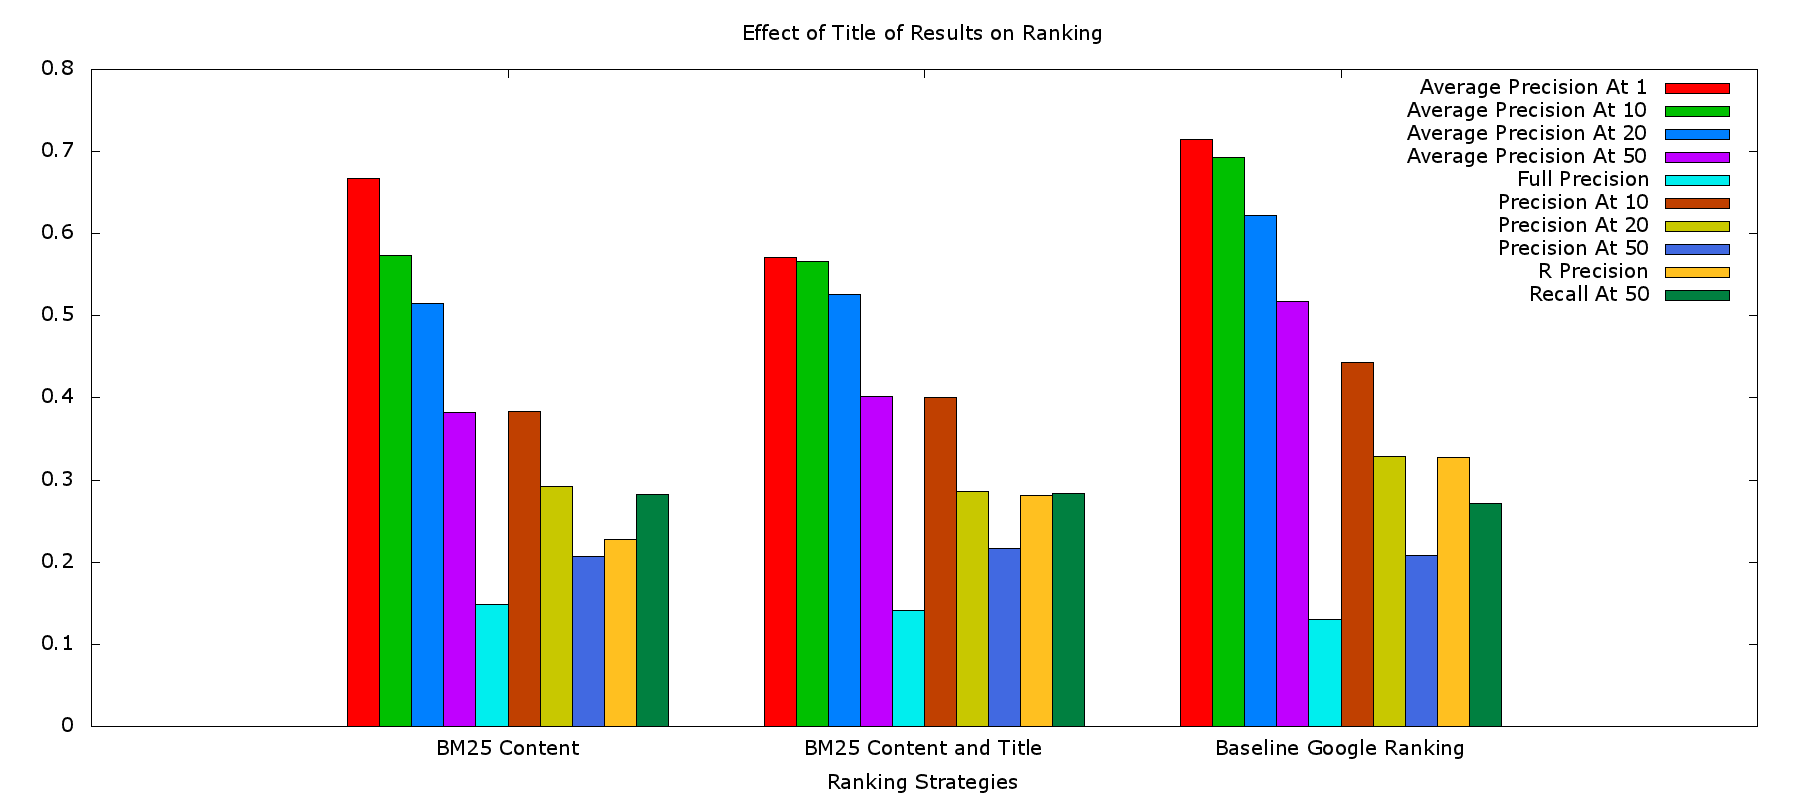 Effect of Title of Results on Ranking
0.8
0.7
0.6
0.5
0.4
0.3
0.2
0.1
0
Average Precision At 1
Average Precision At 10
Average Precision At 20
Average Precision At 50
Full Precision
Precision At 10
Precision At 20
Precision At 50
R Precision
Recall At 50
BM25 Content
BM25 Content and Title
Baseline Google Ranking
Ranking Strategies